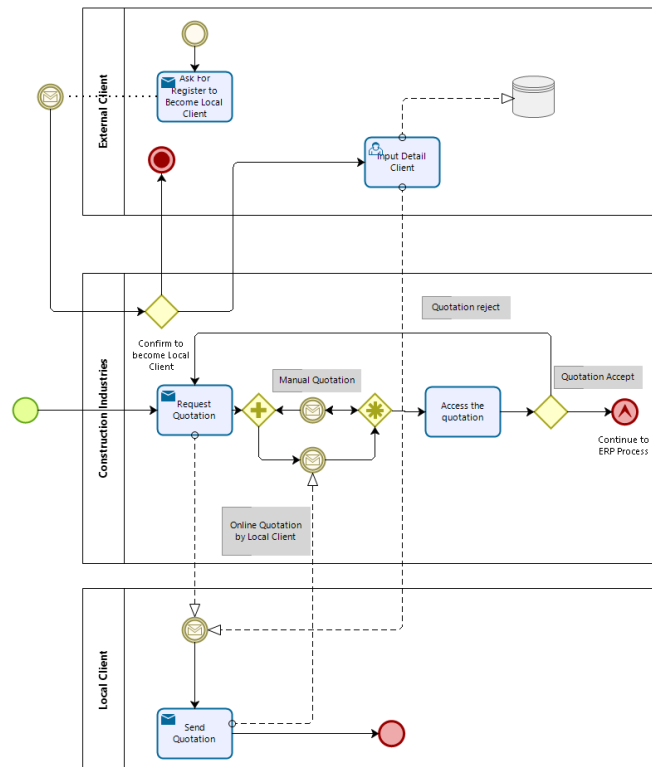 External Client
Ask For
Register to
Become Local
Client
Input Detail
Client
Construction Industries
Confirm to
become Local
Client
Quotation reject
Manual Quotation
Quotation Accept
Request
Quotation
Access the
quotation
Continue to
ERP Process
Online Quotation
by Local Client
Local Client
Send
Quotation